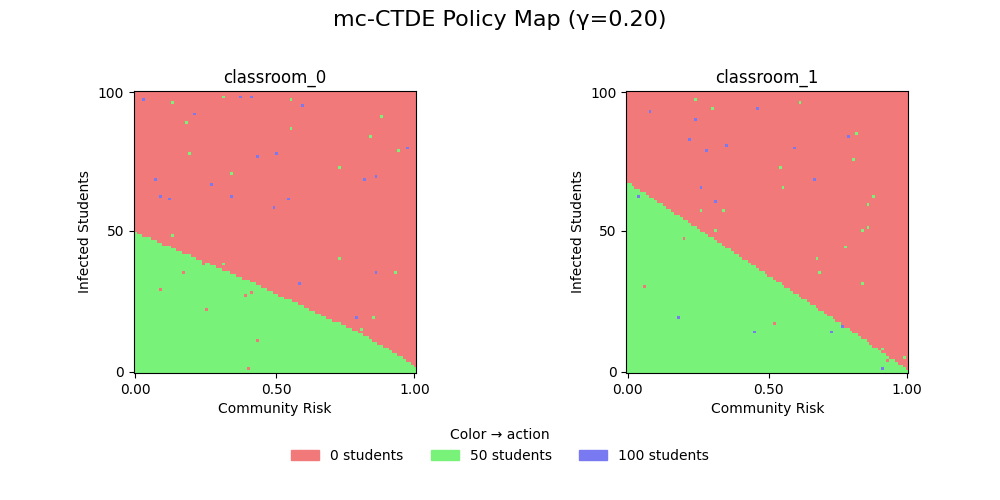 mc-CTDE Policy Map (γ=0.20)
classroom_0
classroom_1
100
50
0
Infected Students
0.00 0.50 1.00
Community Risk
100
50
0
Infected Students
0.00 0.50 1.00
Community Risk
Color → action
0 students 50 students 100 students